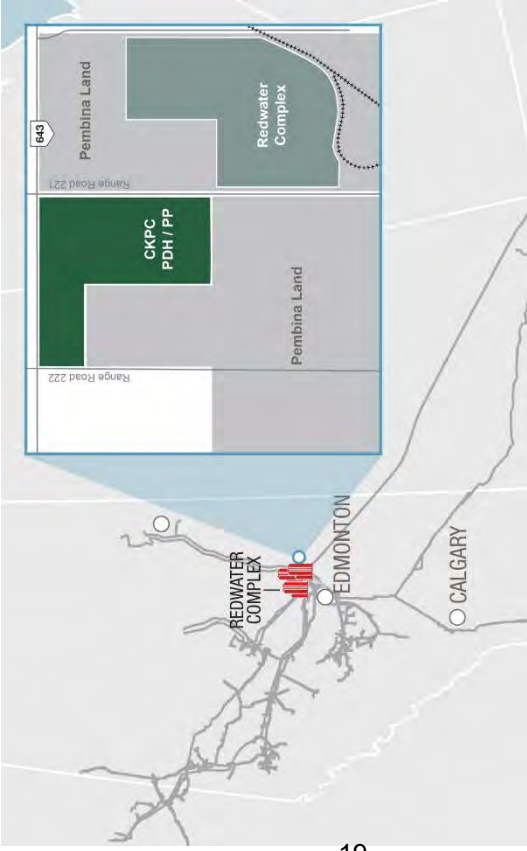 643
Pembina Land
Range Road 221
Redwater
Complex
CKPC
PDH / PP
Range Road 222
Pembina Land
REDWATER
COMPLEX
EDMONTON
CALGARY